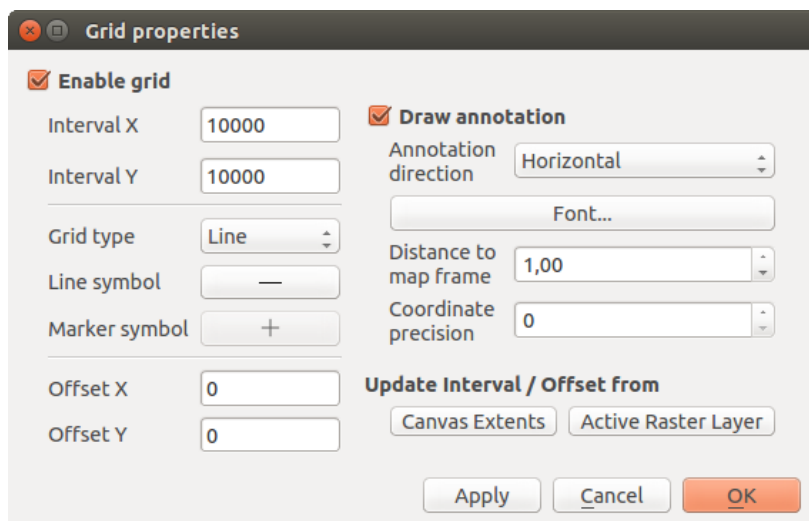 Grid properties
Enable grid
Interval X 10000
Interval Y 10000
Grid type Line
Line symbol
Marker symbol
Offset X 0
Offset Y 0
Draw annotation
Annotation
direction
Horizontal
Font...
Distance to
map frame
1,00
Coordinate
precision
0
Update Interval / Offset from
Canvas Extents Active Raster Layer
Apply Cancel OK